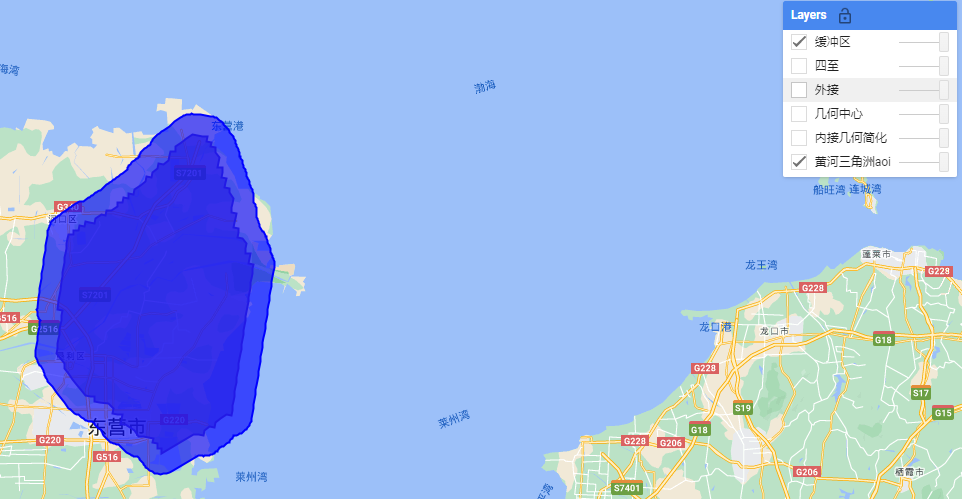 Layers
缓冲区
四至
外接
几何中心
内接几何简化
黄河三角洲aoi
海湾
渤海
东营港
S7201
船旺湾 连城湾
河口区
龙王湾
蓬莱市
G228
G228
S7201
G516
G2516
龙口港
龙口市
G18
垦利区
G228
S17
S19
G15
莱州湾
G220
东营市
G18
G220
G228
G206
G516
莱州湾
G206
栖霞市
S7401